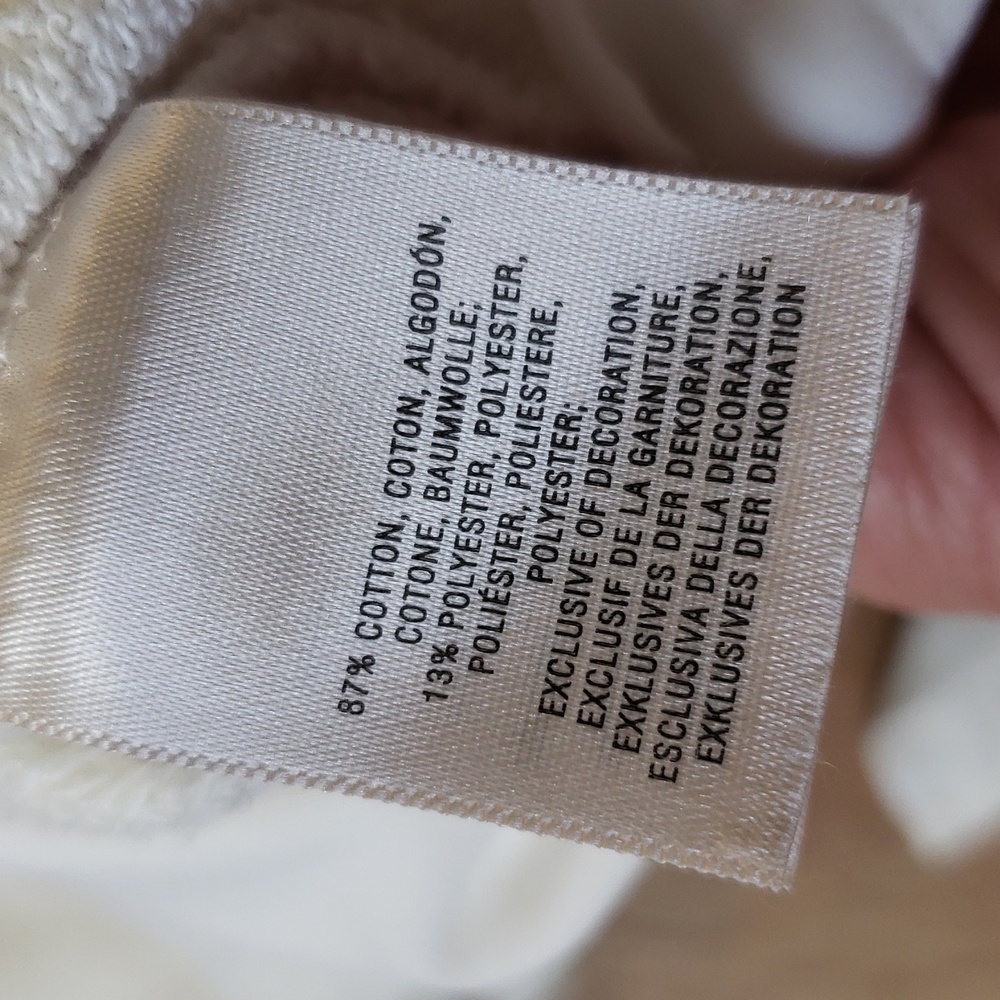 87% COTTON, COTON, ALGODÓN,
COTONE, BAUMWOLLE;
13% POLYESTER, POLYESTER,
POLIÉSTER, POLIESTERE,
POLYESTER;
EXCLUSIVE OF DECORATION,
EXCLUSIF DE LA GARNITURE,
EXKLUSIVES DER DEKORATION,
ESCLUSIVA DELLA DECORAZIONE,
EXKLUSIVES DER DEKORATION